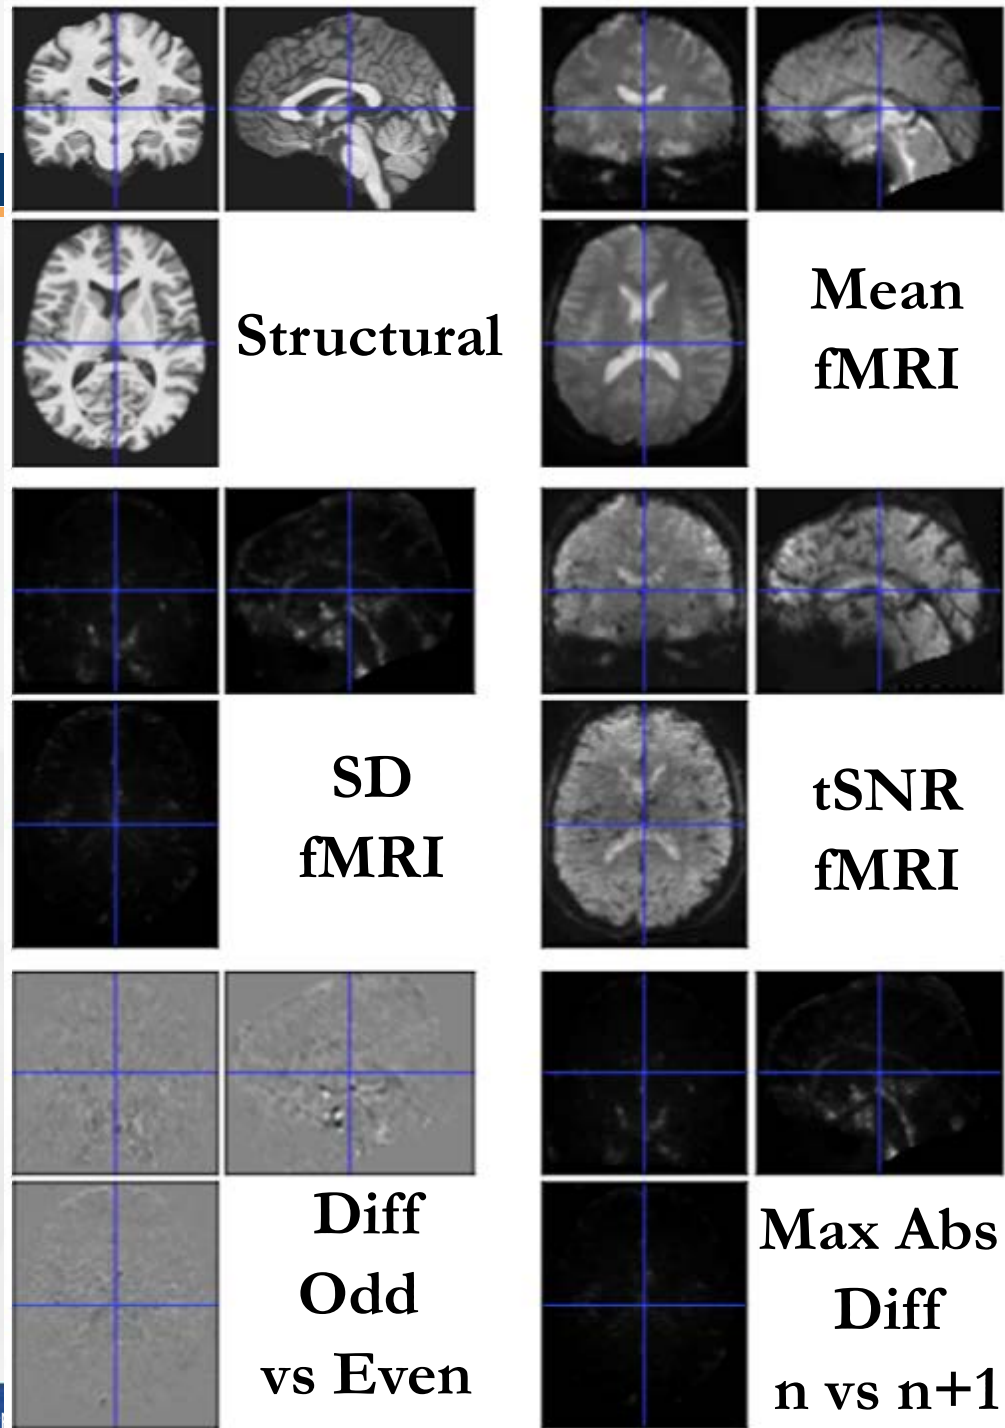 Structural
Mean
fMRI
SD
fMRI
tSNR
fMRI
Diff
Odd
vs Even
Max Abs
Diff
n vs n+1